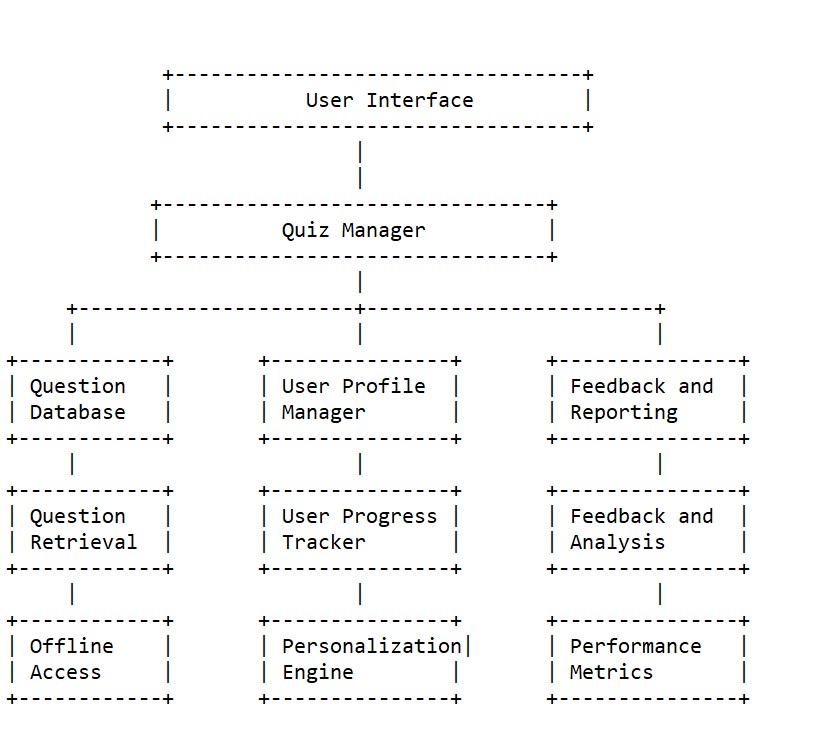 User Interface
Quiz Manager
Question Database
User Profile Manager
Feedback and Reporting
Question Retrieval
User Progress Tracker
Feedback and Analysis
Offline Access
Personalization Engine
Performance Metrics